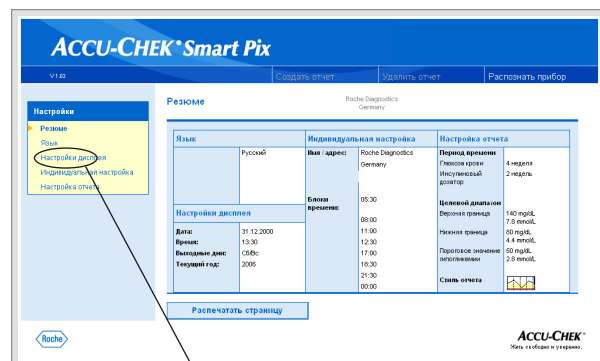 ACCU-CHEK® Smart Pix
V 1.02
Создать отчет
Удалить отчет
Распознать прибор
Настройки
Резюме
Язык
Настройки дисплея
Индивидуальная настройка
Настройка отчета
Резюме
Roche Diagnostics
Germany
Язык
Русский
Настройки дисплея
Дата: 31.12.2000
Время: 13:30
Выходные дни: Сб/Вс
Текущий год: 2006
Индивидуальная настройка
Имя / адрес: Roche Diagnostics
Germany
Блоки времени: 05:30
08:00
11:00
12:30
17:00
18:30
21:30
00:00
Настройка отчета
Период времени
Глюкоза крови 4 недели
Инсулиновый дозатор 2 недель
Целевой диапазон
Верхняя граница 140 mg/dL
7.8 mmol/L
Нижняя граница 80 mg/dL
4.4 mmol/L
Пороговое значение гипогликемии 50 mg/dL
2.8 mmol/L
Стиль отчета
Распечатать страницу
Roche
ACCU-CHEK®
Жить свободно и уверенно.